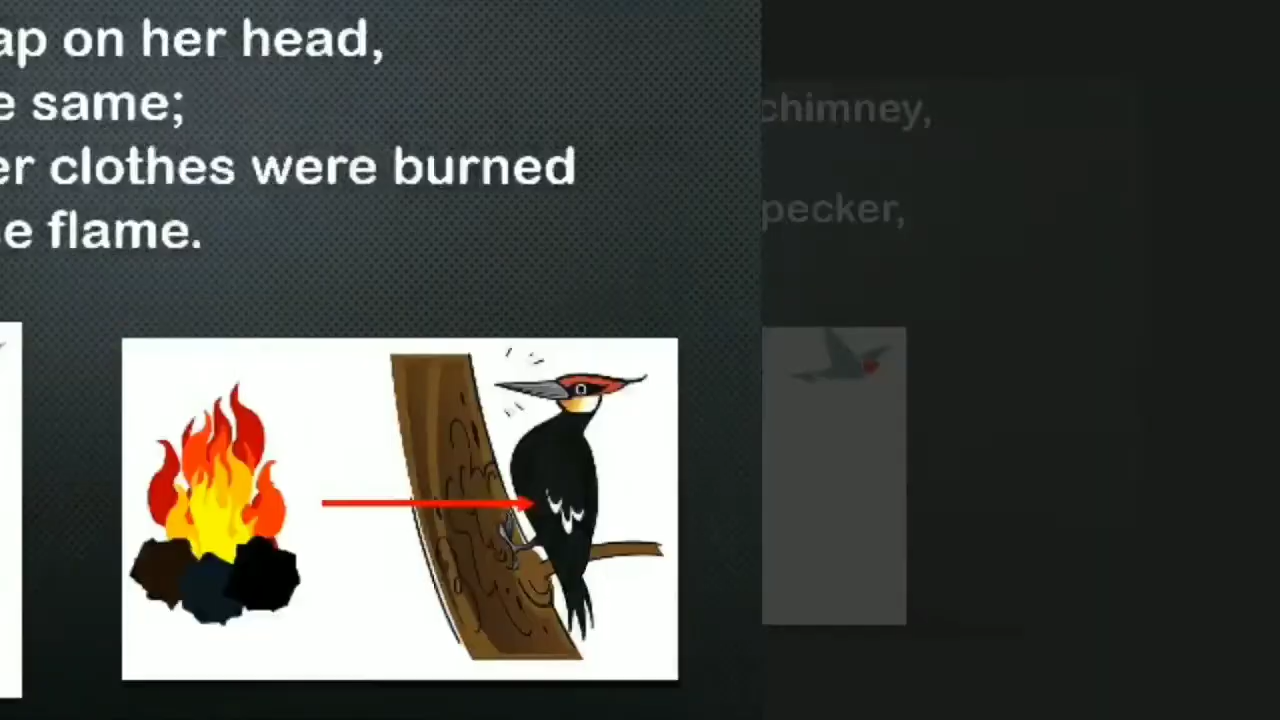 ap on her head,
e same;
er clothes were burned
e flame.
chimney,
pecker,